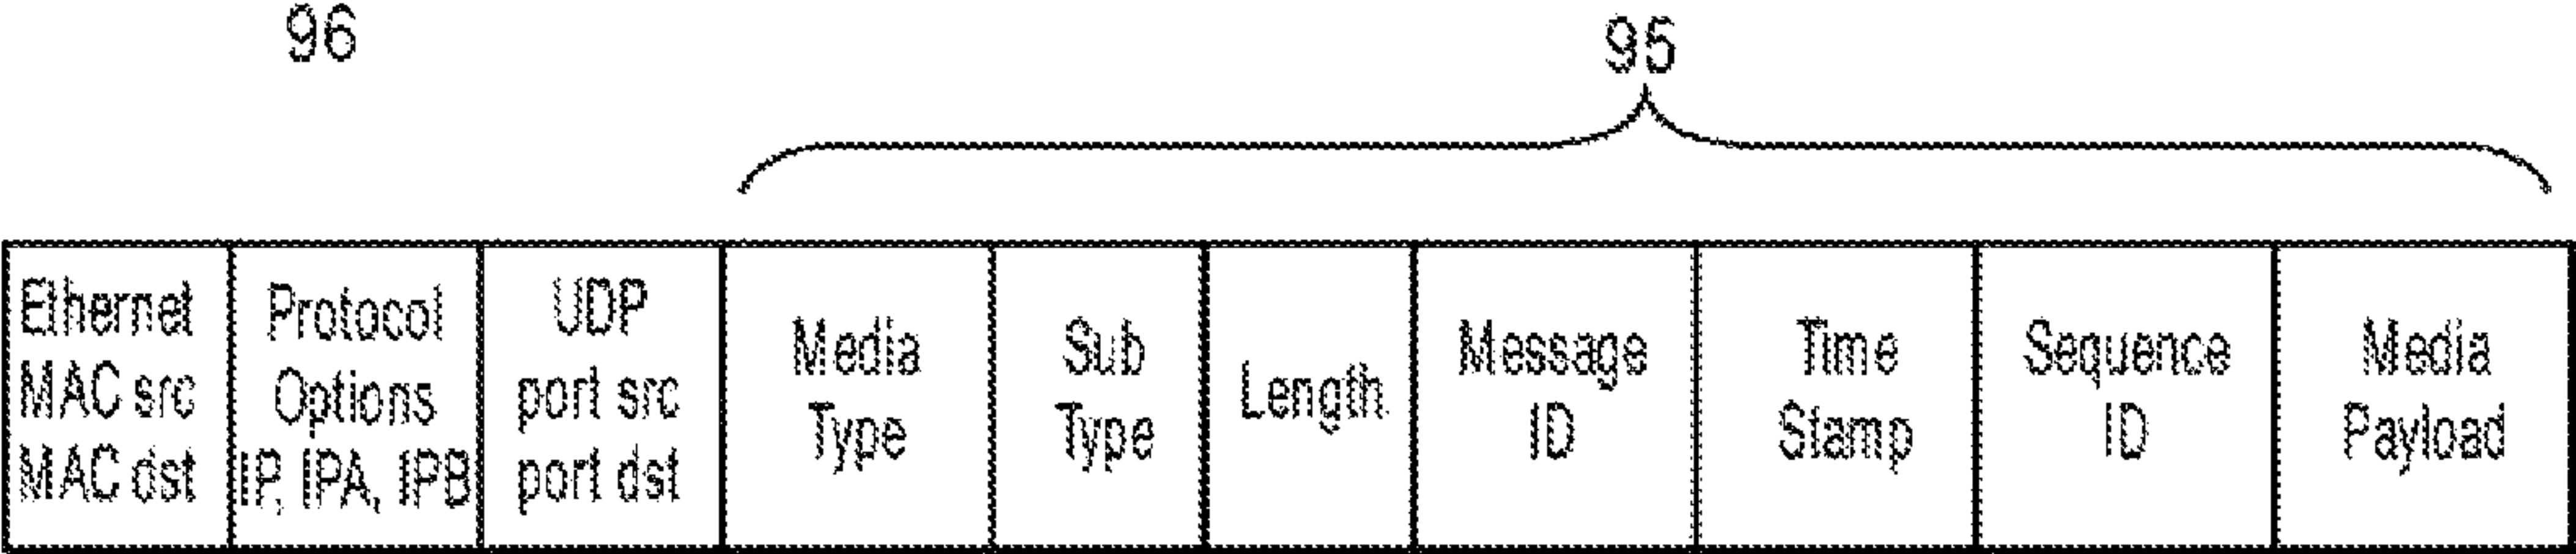 96
95
Ethernet
MAC src
MAC dst
Protocol
Options
IP, IPA, IPB
UDP
port src
port dst
Media
Type
Sub
Type
Length
Message
ID
Time
Stamp
Sequence
ID
Media
Payload